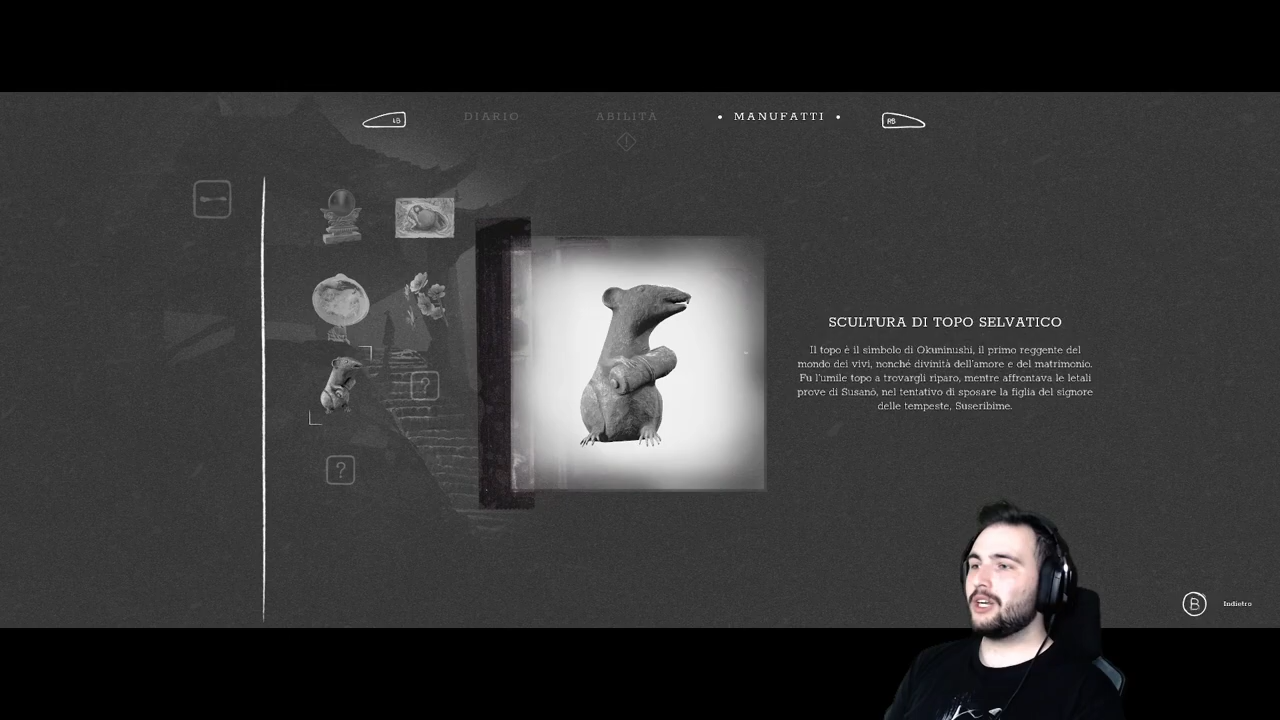 LB
DIARIO
ABILITÀ
• MANUFATTI •
RB
!
?
?
SCULTURA DI TOPO SELVATICO
Il topo è il simbolo di Okuninushi, il primo reggente del
mondo dei vivi, nonché divinità dell'amore e del matrimonio.
Fu l'umile topo a trovargli riparo, mentre affrontava le letali
prove di Susanò, nel tentativo di sposare la figlia del signore
delle tempeste, Suseribime.
B
Indietro